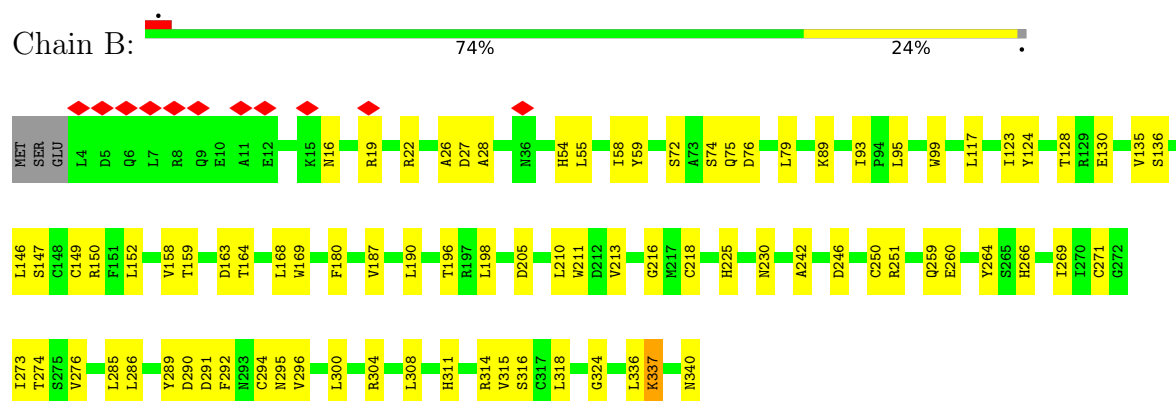 Chain B:
74%
24%
MET SER GLU L4 D5 Q6 L7 R8 Q9 E10 A11 E12 K15 N16 R19 R22 A26 D27 A28 N36 H54 L55 I58 Y59 S72 A73 S74 Q75 D76 L79 K89 I93 P94 L95 W99 L117 I123 Y124 T128 R129 E130 V135 S136
L146 S147 C148 C149 R150 F151 L152 V158 T159 D163 T164 L168 W169 F180 V187 L190 T196 R197 L198 D205 L210 W211 D212 V213 G216 M217 C218 H225 N230 A242 D246 C250 R251 Q259 E260 Y264 S265 H266 I269 I270 C271 G272
I273 T274 S275 V276 L285 L286 Y289 D290 D291 F292 N293 C294 N295 V296 L300 R304 L308 H311 R314 V315 S316 C317 L318 G324 L336 K337 N340